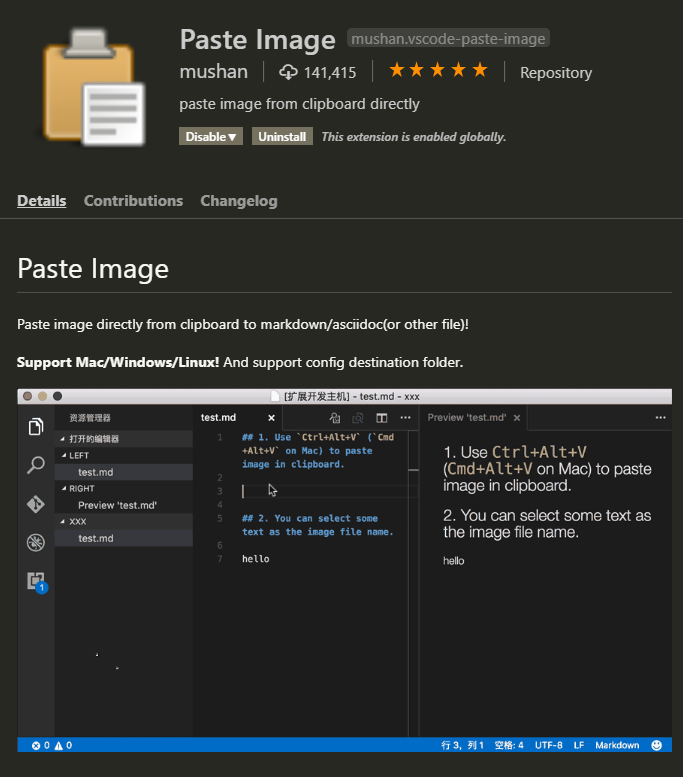 Paste Image mushan.vscode-paste-image
mushan 141,415 Repository
paste image from clipboard directly
Disable▾ Uninstall This extension is enabled globally.
Details Contributions Changelog
Paste Image
Paste image directly from clipboard to markdown/asciidoc(or other file)!
Support Mac/Windows/Linux! And support config destination folder.
[扩展开发主机] - test.md - xxx
资源管理器
打开的编辑器
LEFT
test.md
RIGHT
Preview 'test.md'
XXX
test.md
1
test.md
1 ## 1. Use `Ctrl+Alt+V` (`Cmd
+Alt+V` on Mac) to paste
image in clipboard.
2
3
4
5 ## 2. You can select some
text as the image file name.
6
7 hello
Preview 'test.md'
1. Use Ctrl+Alt+V
(Cmd+Alt+V on Mac) to paste
image in clipboard.
2. You can select some text as
the image file name.
hello
0 0 行 3，列 1 空格: 4 UTF-8 LF Markdown